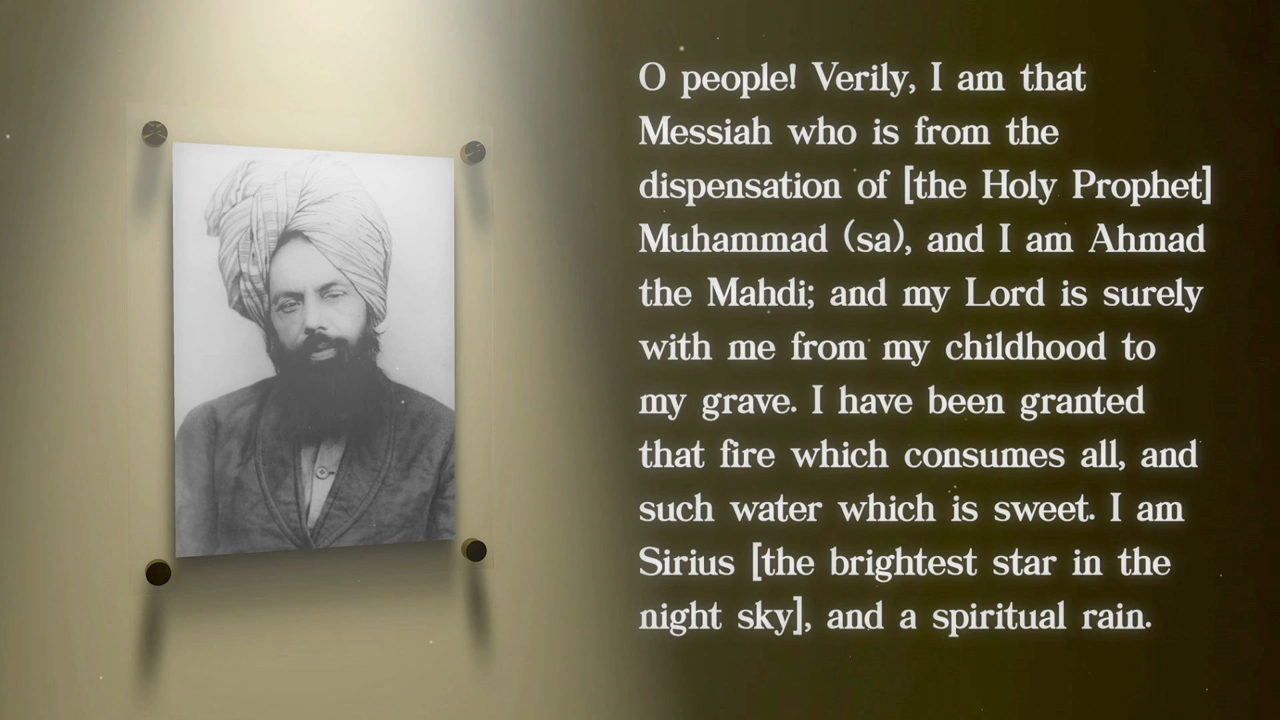 O people! Verily, I am that
Messiah who is from the
dispensation of [the Holy Prophet]
Muhammad (sa), and I am Ahmad
the Mahdi; and my Lord is surely
with me from my childhood to
my grave. I have been granted
that fire which consumes all, and
such water which is sweet. I am
Sirius [the brightest star in the
night sky], and a spiritual rain.